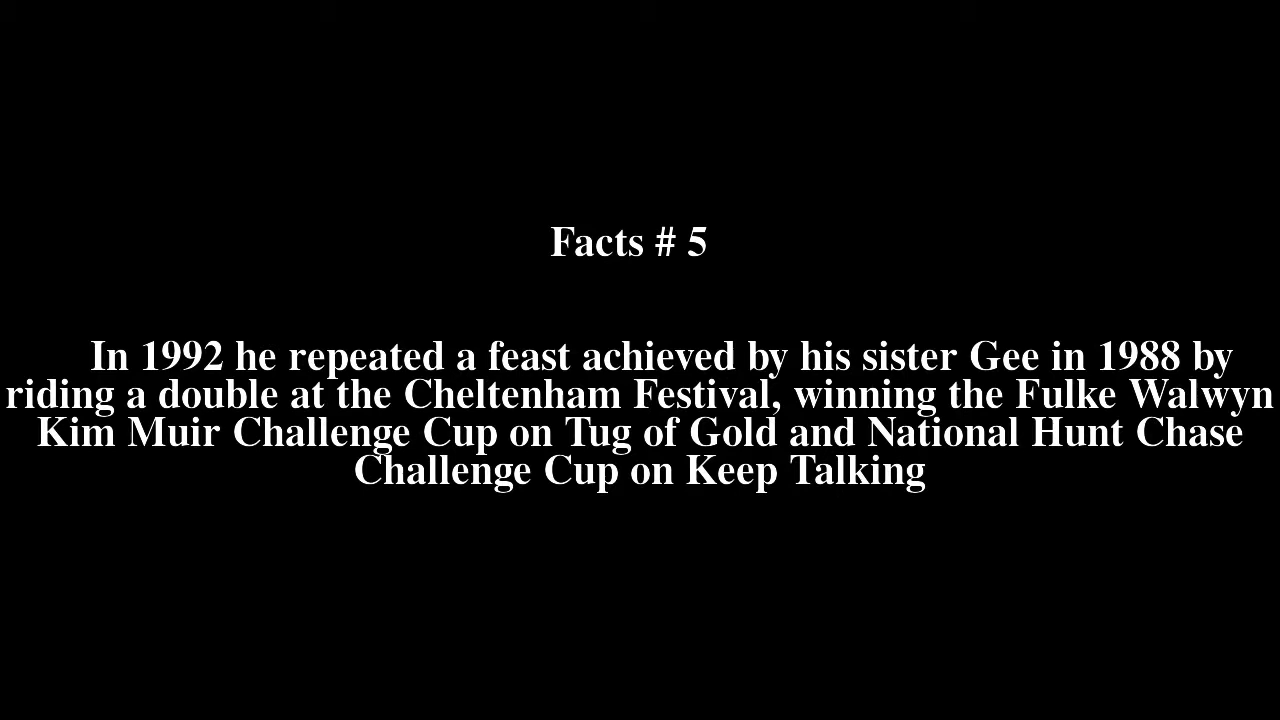 Facts # 5
In 1992 he repeated a feast achieved by his sister Gee in 1988 by
riding a double at the Cheltenham Festival, winning the Fulke Walwyn
Kim Muir Challenge Cup on Tug of Gold and National Hunt Chase
Challenge Cup on Keep Talking